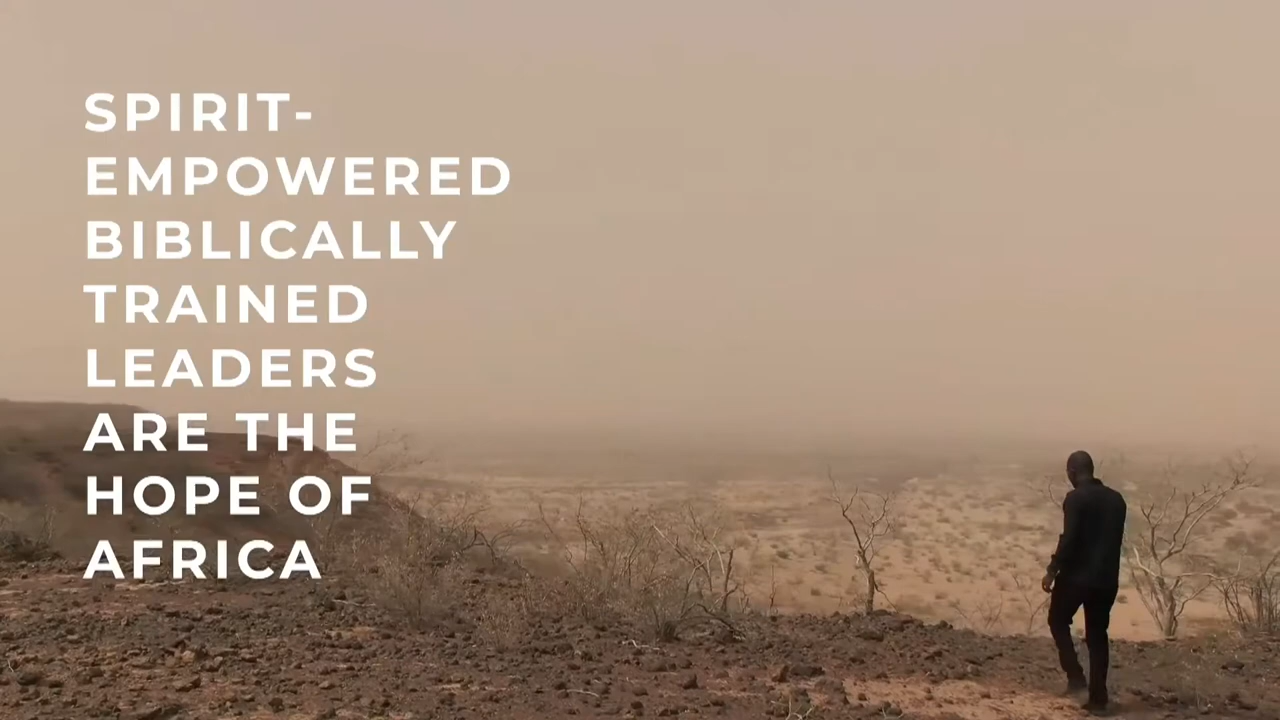 SPIRIT-
EMPOWERED
BIBLICALLY
TRAINED
LEADERS
ARE THE
HOPE OF
AFRICA